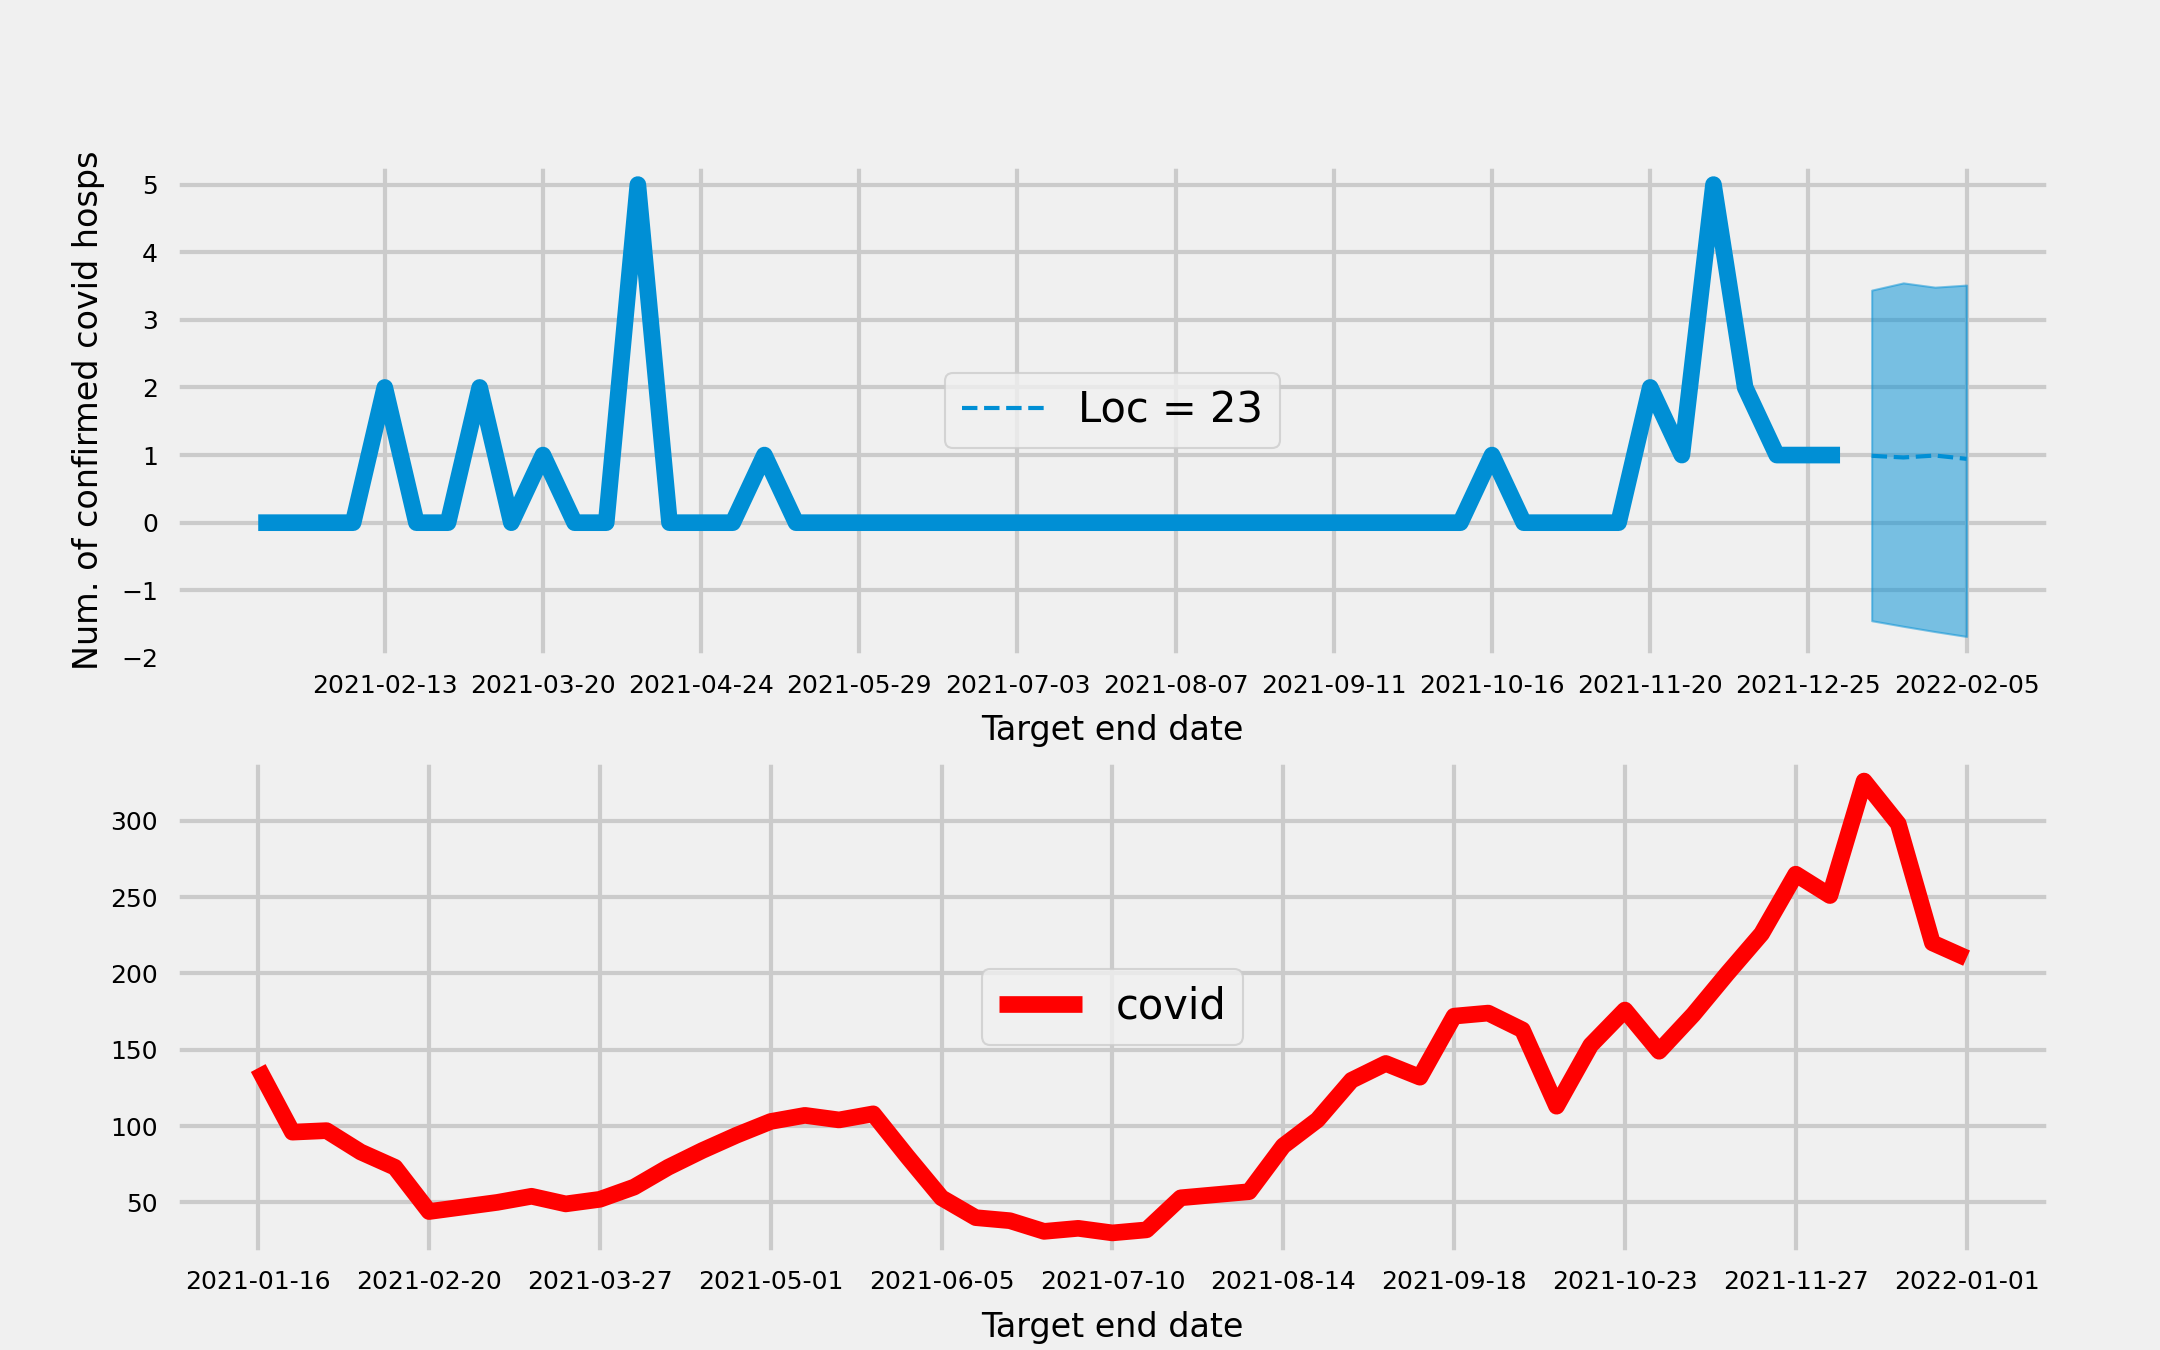 Num. of confirmed covid hosps
5
4
3
2
1
0
−1
−2
Loc = 23
2021-02-13 2021-03-20 2021-04-24 2021-05-29 2021-07-03 2021-08-07 2021-09-11 2021-10-16 2021-11-20 2021-12-25 2022-02-05
Target end date
300
250
200
150
100
50
covid
2021-01-16 2021-02-20 2021-03-27 2021-05-01 2021-06-05 2021-07-10 2021-08-14 2021-09-18 2021-10-23 2021-11-27 2022-01-01
Target end date